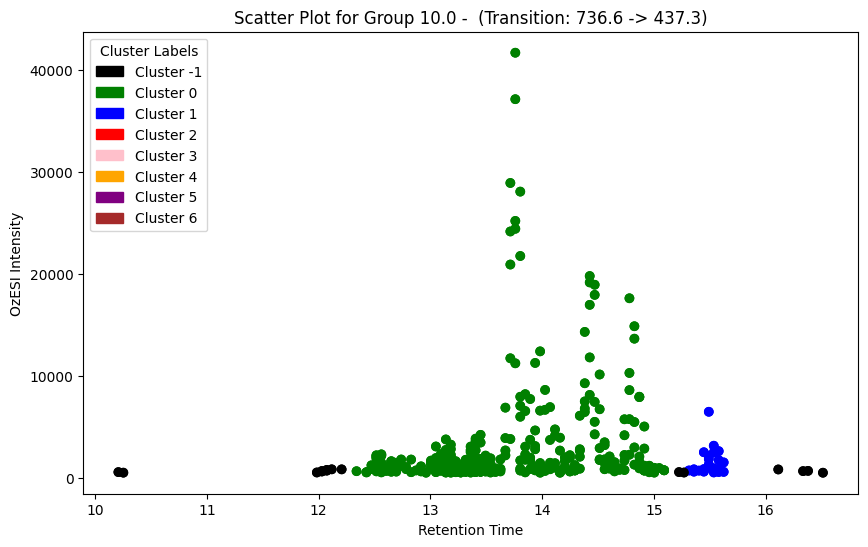 Scatter Plot for Group 10.0 -  (Transition: 736.6 -> 437.3)
Cluster Labels
Cluster -1
Cluster 0
Cluster 1
Cluster 2
Cluster 3
Cluster 4
Cluster 5
Cluster 6
OzESI Intensity
40000
30000
20000
10000
0
10 11 12 13 14 15 16
Retention Time